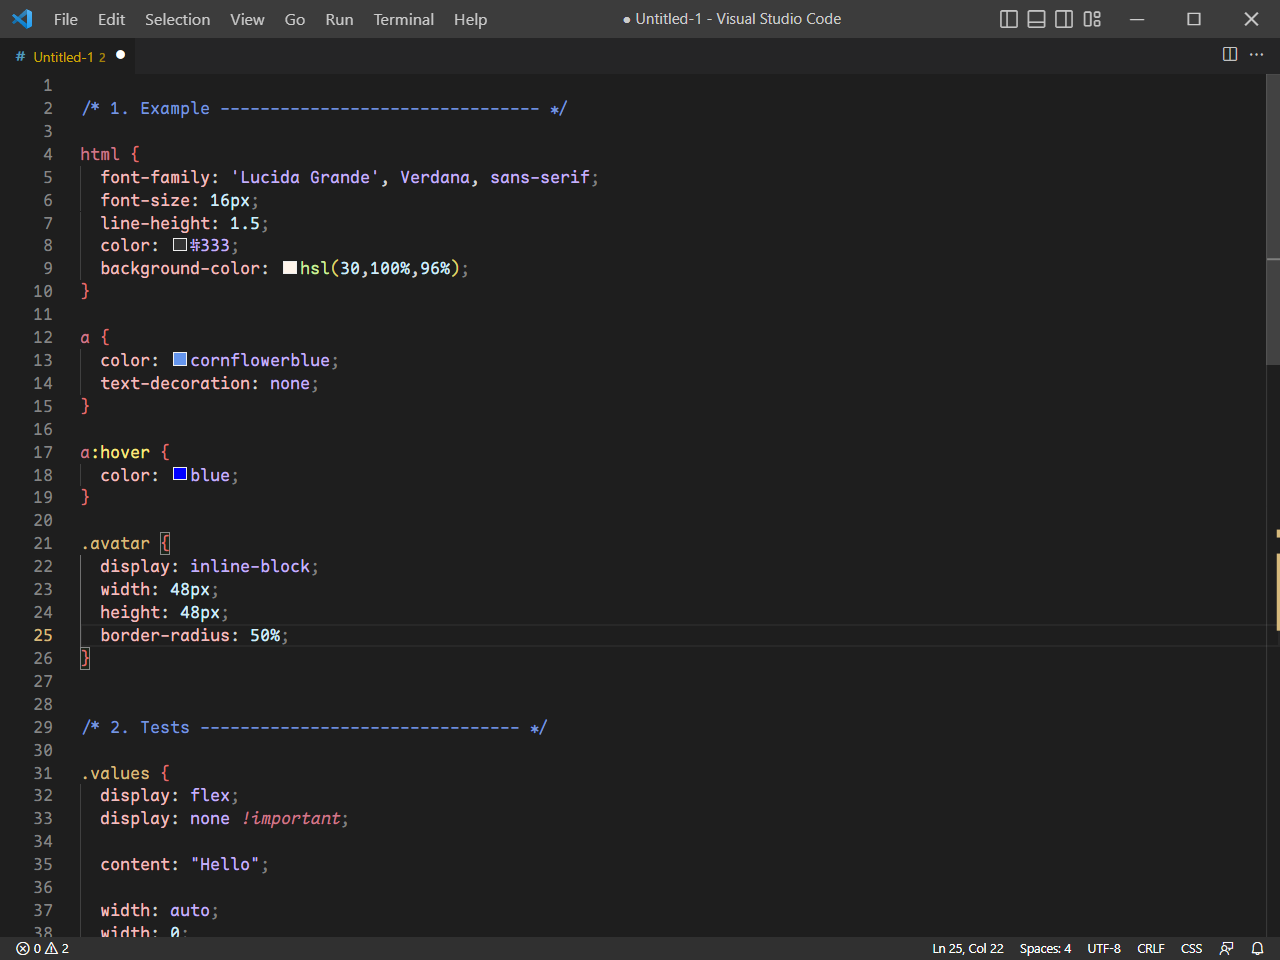 File Edit Selection View Go Run Terminal Help ● Untitled-1 - Visual Studio Code
# Untitled-1 2 ●
1
2 /* 1. Example -------------------------------- */
3
4 html {
5 font-family: 'Lucida Grande', Verdana, sans-serif;
6 font-size: 16px;
7 line-height: 1.5;
8 color: #333;
9 background-color: hsl(30,100%,96%);
10 }
11
12 a {
13 color: cornflowerblue;
14 text-decoration: none;
15 }
16
17 a:hover {
18 color: blue;
19 }
20
21 .avatar {
22 display: inline-block;
23 width: 48px;
24 height: 48px;
25 border-radius: 50%;
26 }
27
28
29 /* 2. Tests -------------------------------- */
30
31 .values {
32 display: flex;
33 display: none !important;
34
35 content: "Hello";
36
37 width: auto;
38 width: 0;
0 2 Ln 25, Col 22 Spaces: 4 UTF-8 CRLF CSS